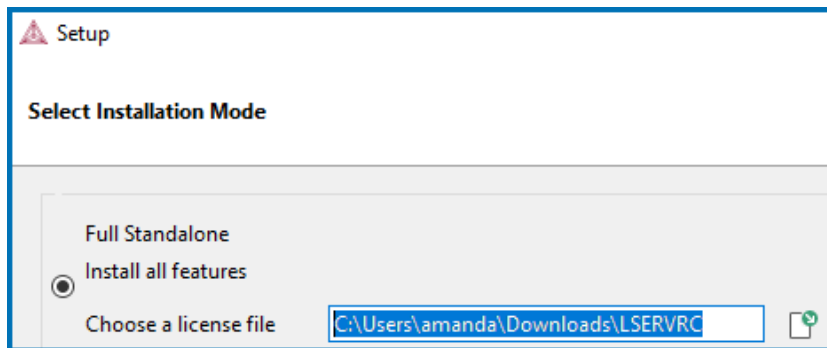 Setup
Select Installation Mode
Full Standalone
Install all features
Choose a license file C:\Users\amanda\Downloads\LSERVRC